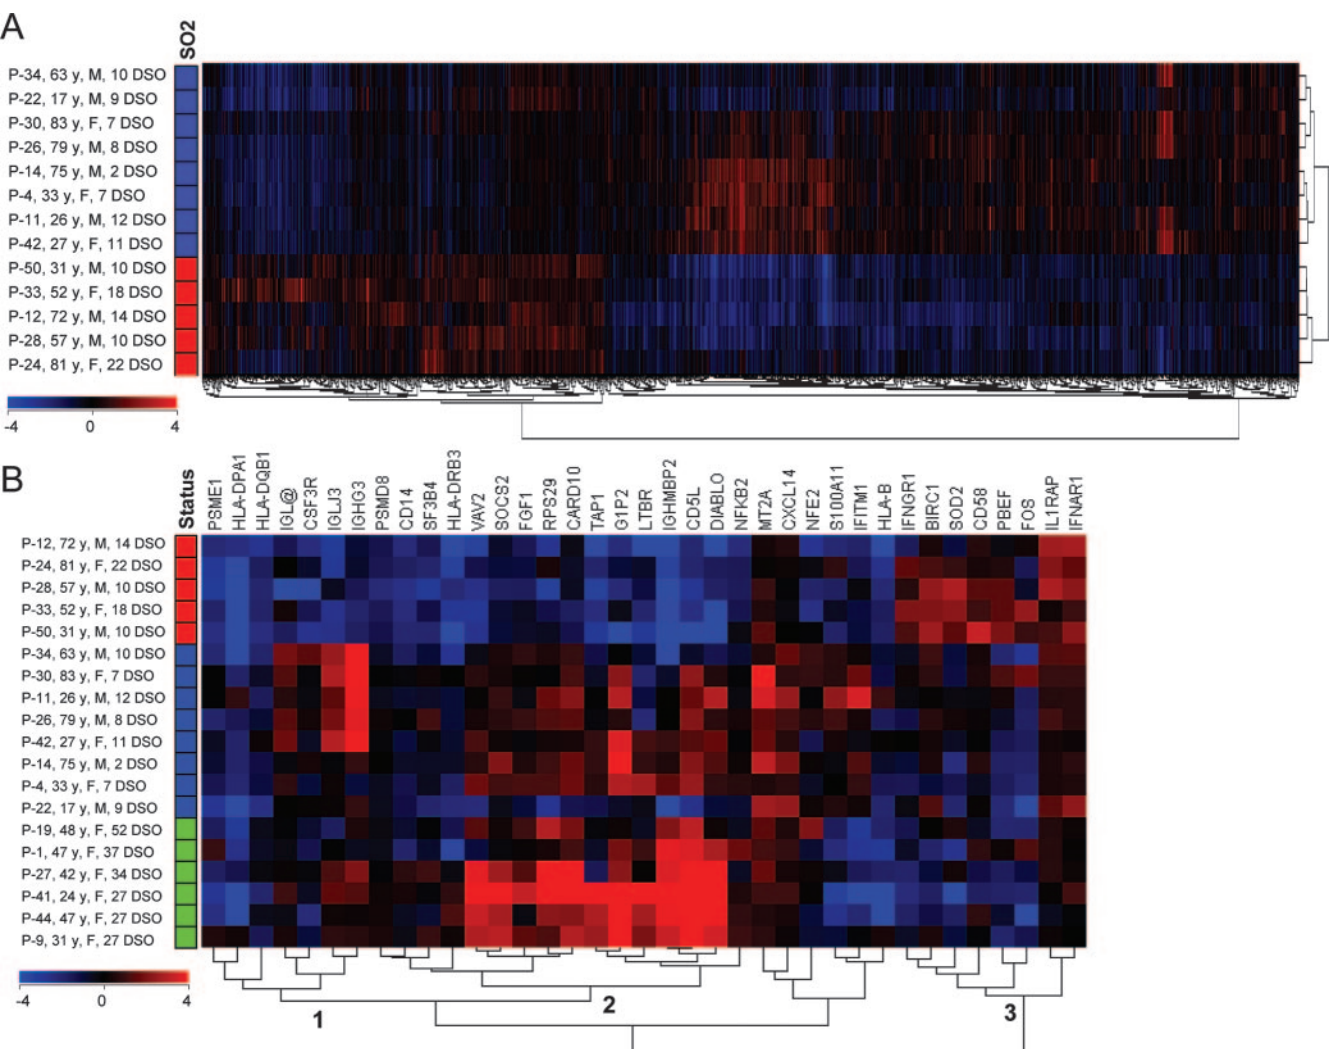 A
SO2
P-34, 63 y, M, 10 DSO
P-22, 17 y, M, 9 DSO
P-30, 83 y, F, 7 DSO
P-26, 79 y, M, 8 DSO
P-14, 75 y, M, 2 DSO
P-4, 33 y, F, 7 DSO
P-11, 26 y, M, 12 DSO
P-42, 27 y, F, 11 DSO
P-50, 31 y, M, 10 DSO
P-33, 52 y, F, 18 DSO
P-12, 72 y, M, 14 DSO
P-28, 57 y, M, 10 DSO
P-24, 81 y, F, 22 DSO
-4 0 4
B
Status
PSME1
HLA-DPA1
HLA-DQB1
IGL@
CSF3R
IGLJ3
IGHG3
PSMD8
CD14
SF3B4
HLA-DRB3
VAV2
SOCS2
FGF1
RPS29
CARD10
TAP1
G1P2
LTBR
IGHMBP2
CD5L
DIABLO
NFKB2
MT2A
CXCL14
NFE2
S100A11
IFITM1
HLA-B
IFNGR1
BIRC1
SOD2
CD58
PBEF
FOS
IL1RAP
IFNAR1
P-12, 72 y, M, 14 DSO
P-24, 81 y, F, 22 DSO
P-28, 57 y, M, 10 DSO
P-33, 52 y, F, 18 DSO
P-50, 31 y, M, 10 DSO
P-34, 63 y, M, 10 DSO
P-30, 83 y, F, 7 DSO
P-11, 26 y, M, 12 DSO
P-26, 79 y, M, 8 DSO
P-42, 27 y, F, 11 DSO
P-14, 75 y, M, 2 DSO
P-4, 33 y, F, 7 DSO
P-22, 17 y, M, 9 DSO
P-19, 48 y, F, 52 DSO
P-1, 47 y, F, 37 DSO
P-27, 42 y, F, 34 DSO
P-41, 24 y, F, 27 DSO
P-44, 47 y, F, 27 DSO
P-9, 31 y, F, 27 DSO
-4 0 4
1 2 3